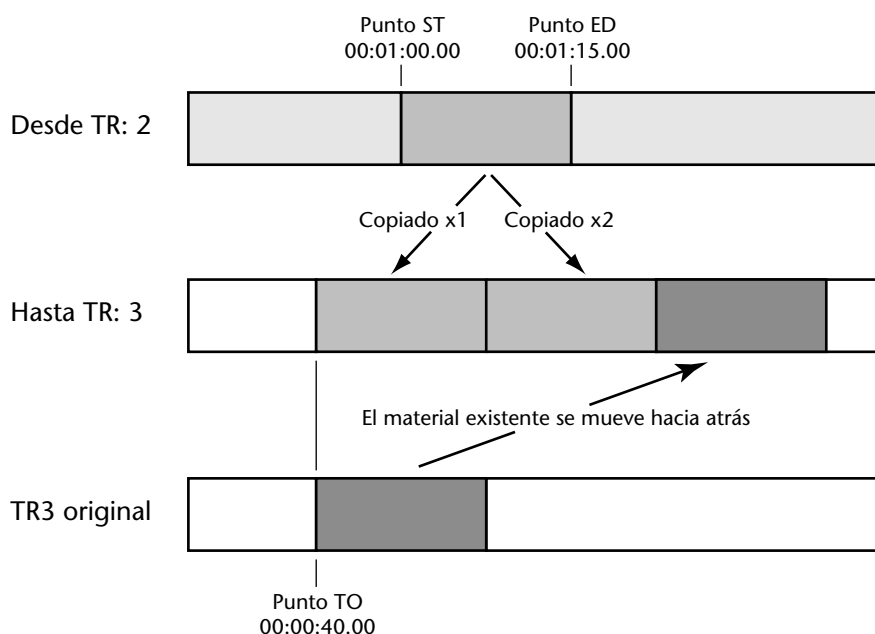 Punto ST
00:01:00.00
Punto ED
00:01:15.00
Desde TR: 2
Copiado x1
Copiado x2
Hasta TR: 3
El material existente se mueve hacia atrás
TR3 original
Punto TO
00:00:40.00